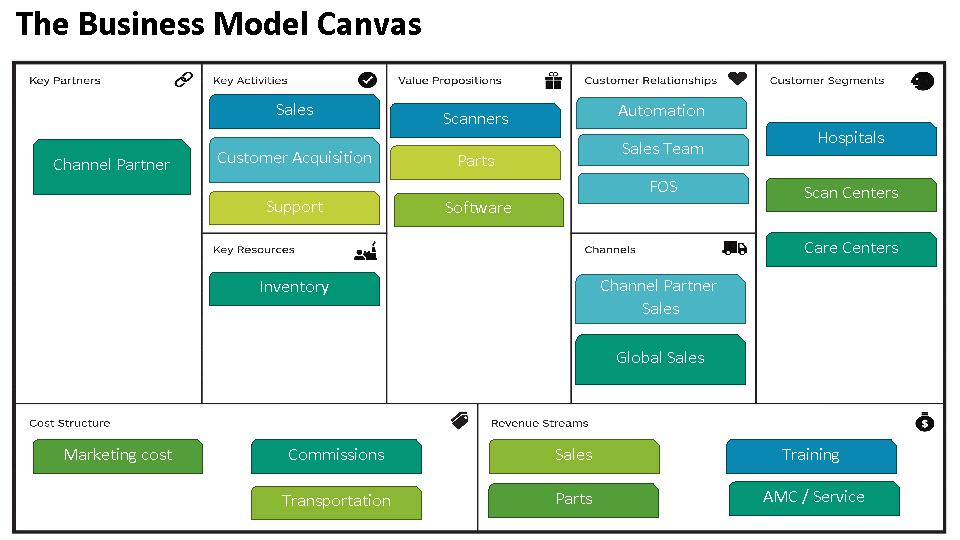 The Business Model Canvas
Key Partners
Channel Partner
Key Activities
Sales
Customer Acquisition
Support
Key Resources
Inventory
Value Propositions
Scanners
Parts
Software
Customer Relationships
Automation
Sales Team
FOS
Channels
Channel Partner
Sales
Global Sales
Customer Segments
Hospitals
Scan Centers
Care Centers
Cost Structure
Marketing cost
Commissions
Transportation
Revenue Streams
Sales
Parts
Training
AMC / Service
$